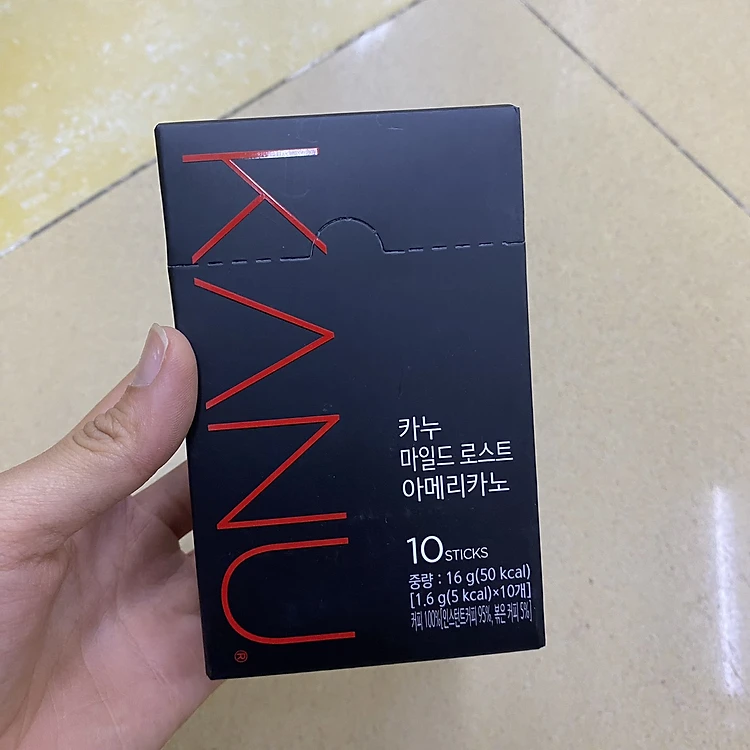 KANU
®
카누
마일드 로스트
아메리카노
10 STICKS
중량 : 16 g(50 kcal)
[1.6 g(5 kcal)×10개]
커피 100%[인스턴트커피 95%, 볶은 커피 5%]